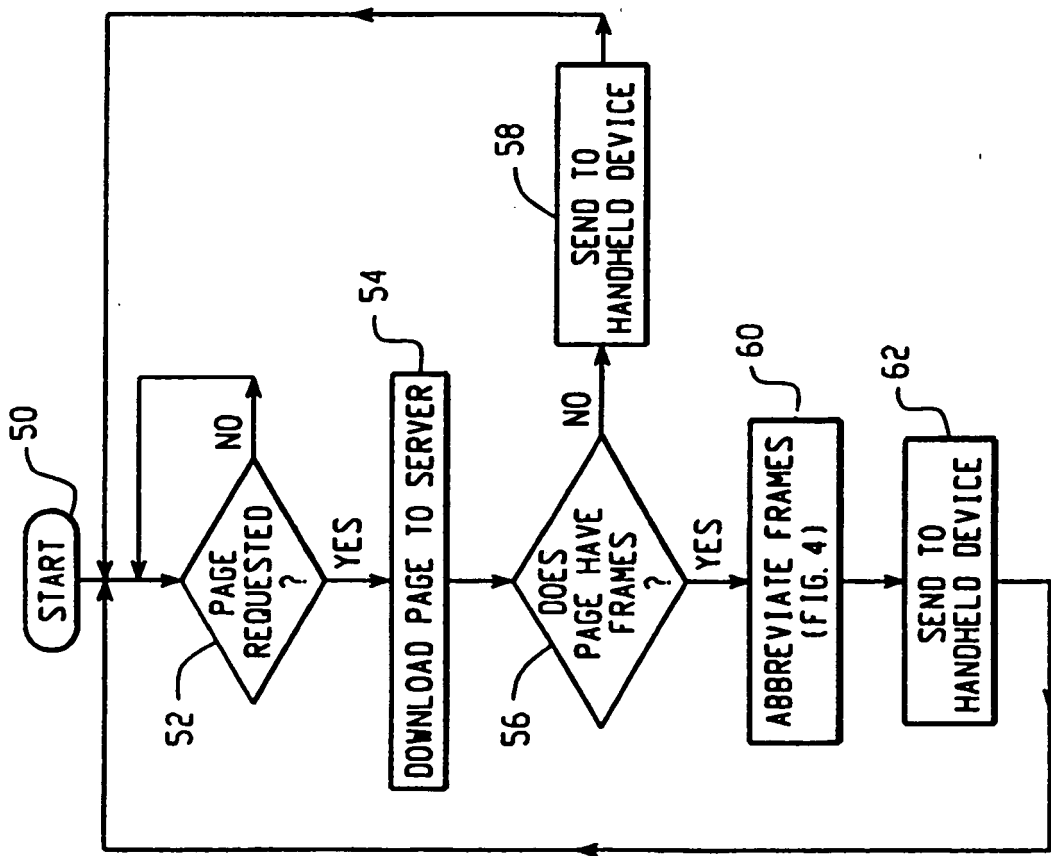 START
50
PAGE
REQUESTED
?
52
NO
YES
DOWNLOAD PAGE TO SERVER
54
DOES
PAGE HAVE
FRAMES
?
56
NO
SEND TO
HANDHELD DEVICE
58
YES
ABBREVIATE FRAMES
(FIG. 4)
60
SEND TO
HANDHELD DEVICE
62